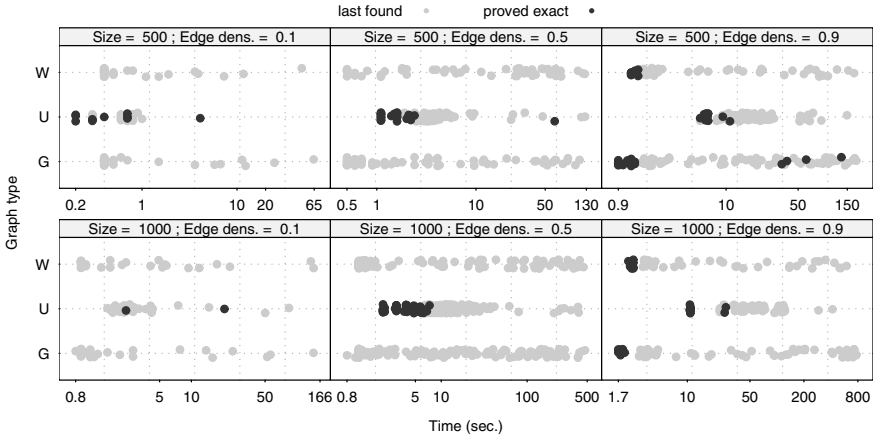 last found proved exact
Size = 500 ; Edge dens. = 0.1 Size = 500 ; Edge dens. = 0.5 Size = 500 ; Edge dens. = 0.9
W
U
G
0.2 1 10 20 65 0.5 1 10 50 130 0.9 10 50 150
Graph type
Size = 1000 ; Edge dens. = 0.1 Size = 1000 ; Edge dens. = 0.5 Size = 1000 ; Edge dens. = 0.9
W
U
G
0.8 5 10 50 166 0.8 5 10 100 500 1.7 10 50 200 800
Time (sec.)